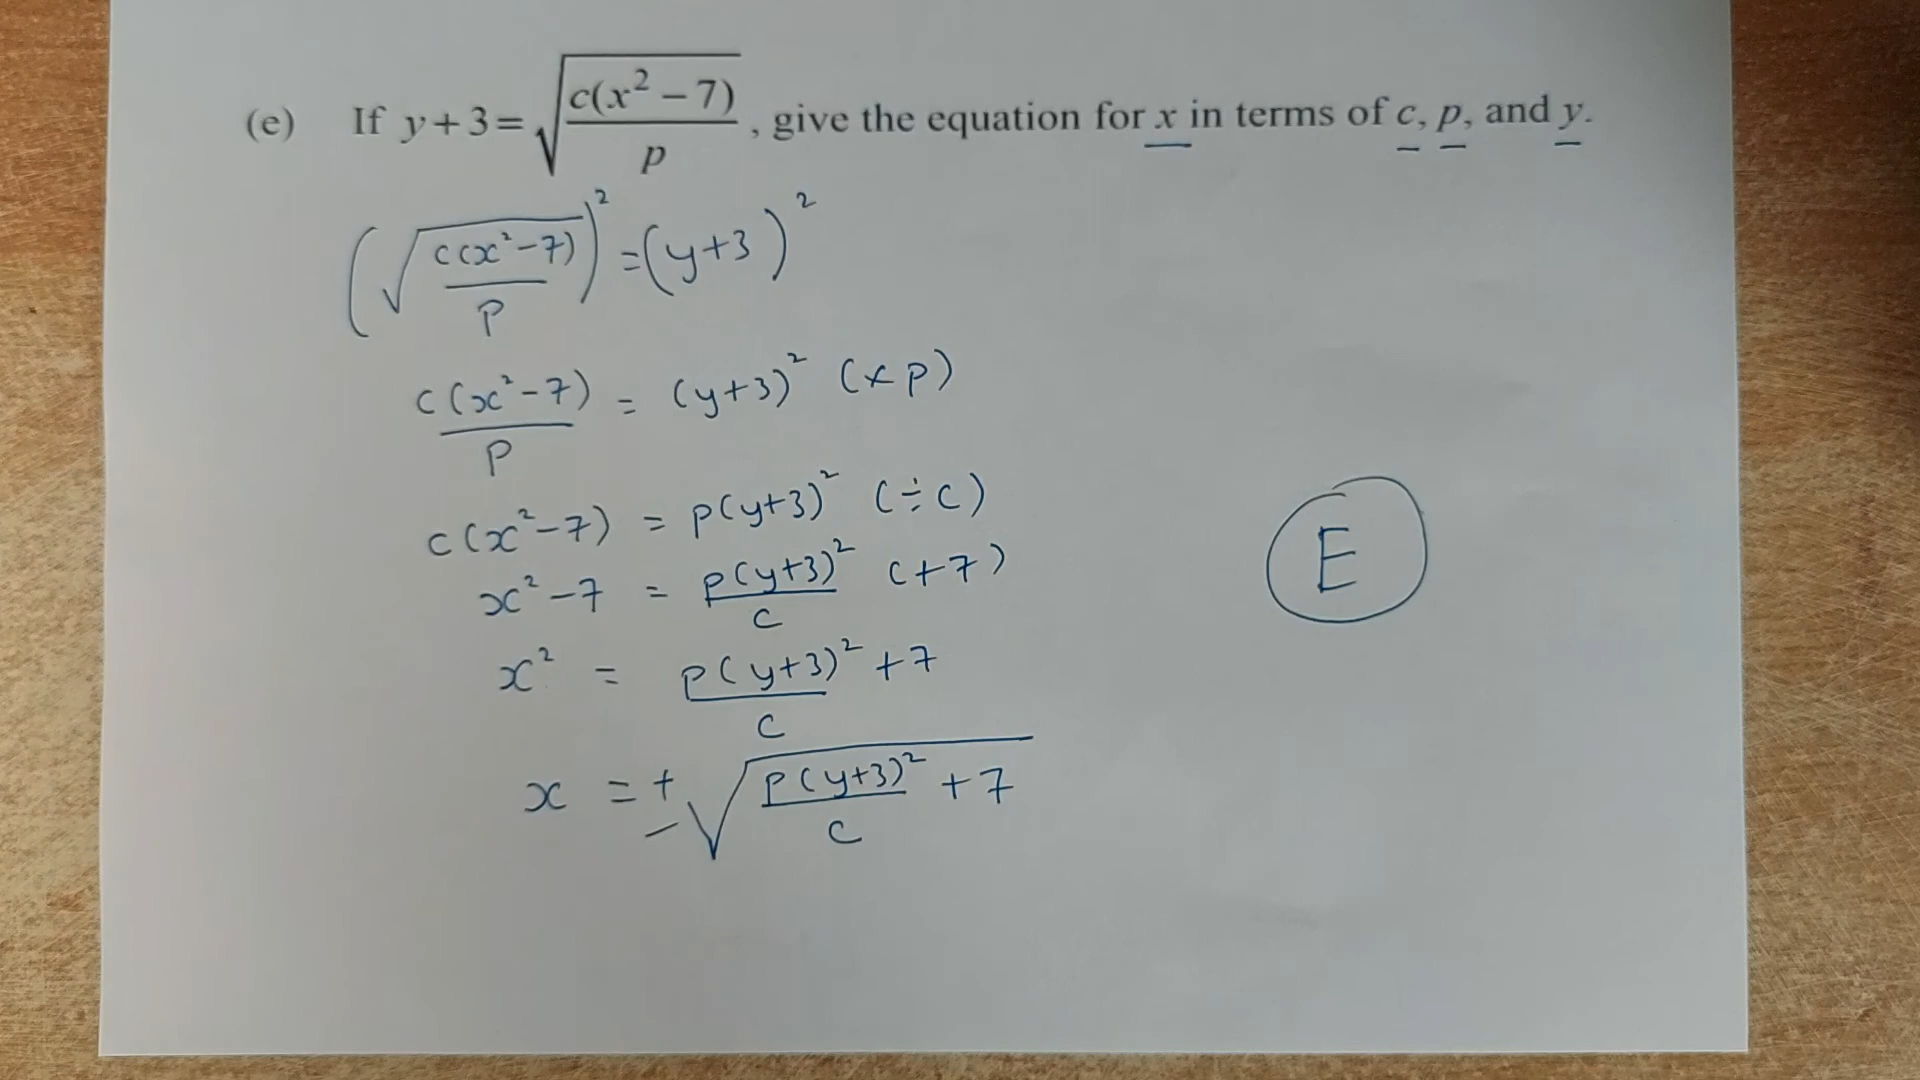 (e) If y+3=√(c(x²−7)/p), give the equation for x in terms of c, p, and y.
(√(c(x²-7)/P))² = (y+3)²
c(x²-7)/P = (y+3)² (×p)
c(x²-7) = p(y+3)² (÷c)
x²-7 = p(y+3)²/c (+7)
E
x² = p(y+3)²/c +7
x = ±√(p(y+3)²/c +7)